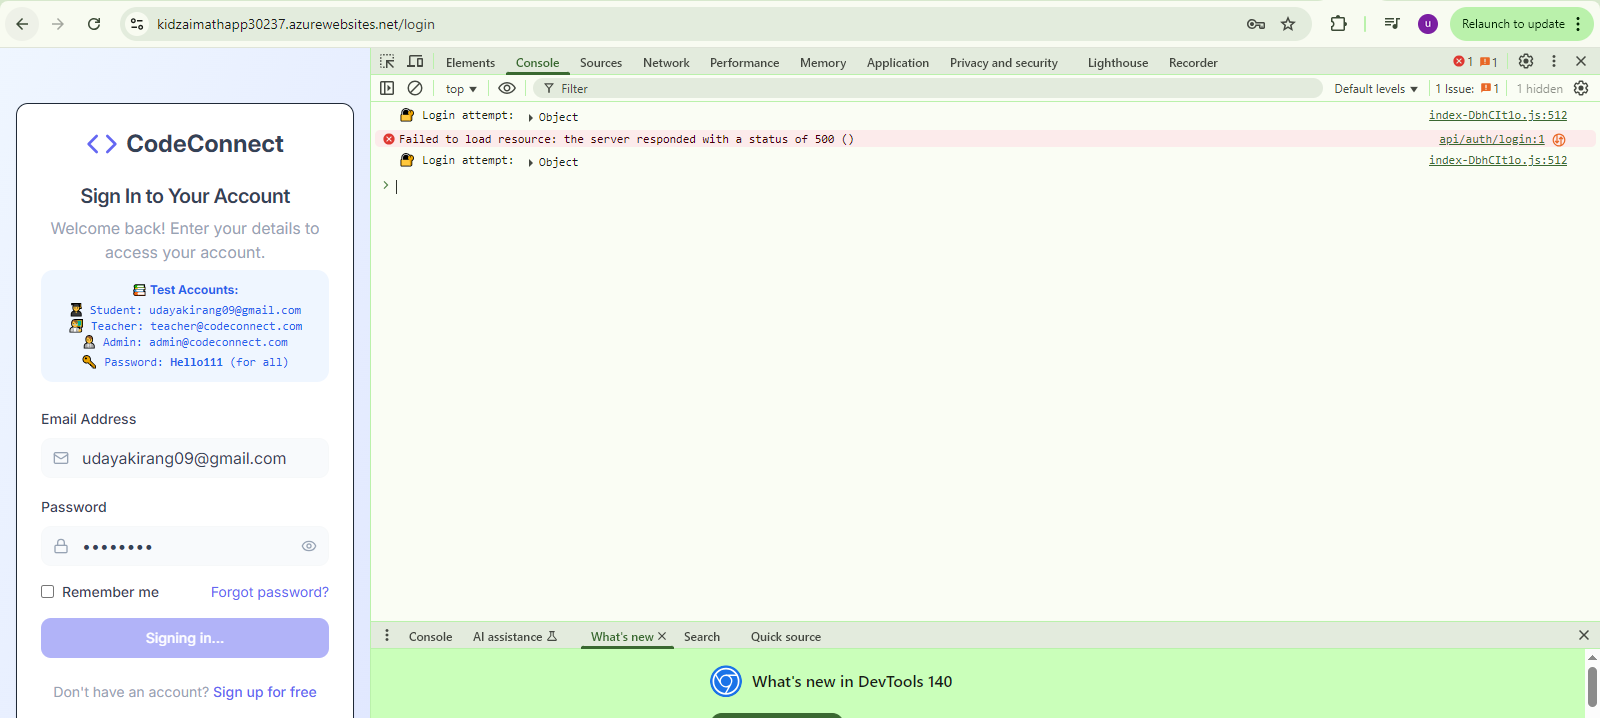 kidzaimathapp30237.azurewebsites.net/login
u
Relaunch to update
CodeConnect
Sign In to Your Account
Welcome back! Enter your details to
access your account.
Test Accounts:
Student: udayakirang09@gmail.com
Teacher: teacher@codeconnect.com
Admin: admin@codeconnect.com
Password: Hello111 (for all)
Email Address
udayakirang09@gmail.com
Password
••••••••
Remember me Forgot password?
Signing in...
Don't have an account? Sign up for free
Elements Console Sources Network Performance Memory Application Privacy and security Lighthouse Recorder 1 1
top Filter Default levels 1 Issue: 1 1 hidden
Login attempt: Object index-DbhCIt1o.js:512
Failed to load resource: the server responded with a status of 500 () api/auth/login:1
Login attempt: Object index-DbhCIt1o.js:512
Console AI assistance What's new Search Quick source
What's new in DevTools 140